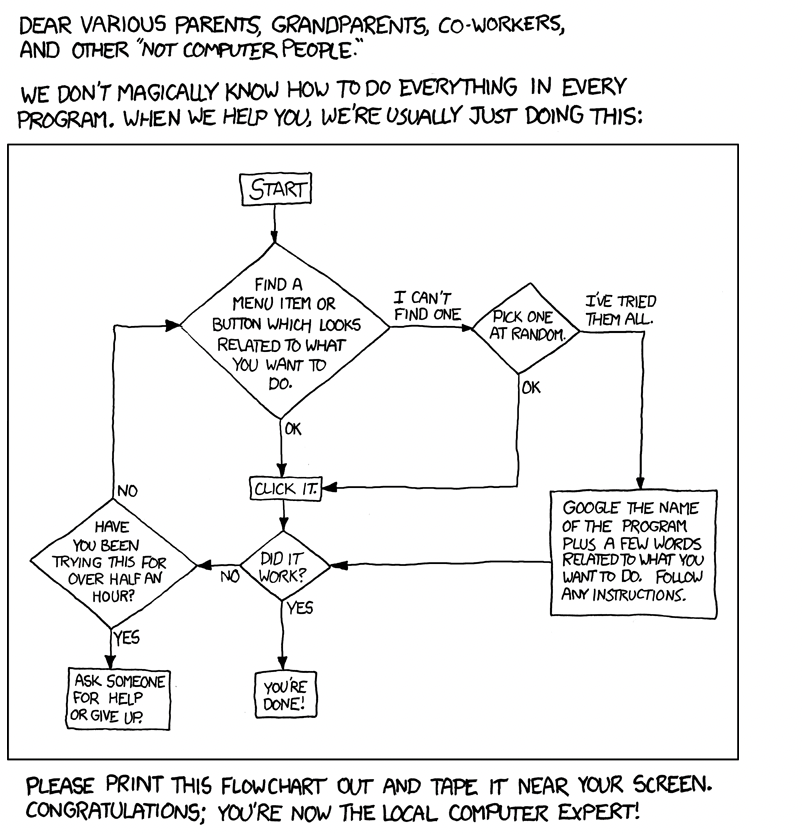 DEAR VARIOUS PARENTS, GRANDPARENTS, CO-WORKERS,
AND OTHER "NOT COMPUTER PEOPLE."
WE DON'T MAGICALLY KNOW HOW TO DO EVERYTHING IN EVERY
PROGRAM. WHEN WE HELP YOU, WE'RE USUALLY JUST DOING THIS:
START
FIND A
MENU ITEM OR
BUTTON WHICH LOOKS
RELATED TO WHAT
YOU WANT TO
DO.
I CAN'T
FIND ONE
PICK ONE
AT RANDOM.
I'VE TRIED
THEM ALL.
OK
OK
CLICK IT.
NO
GOOGLE THE NAME
OF THE PROGRAM
PLUS A FEW WORDS
RELATED TO WHAT YOU
WANT TO DO. FOLLOW
ANY INSTRUCTIONS.
HAVE
YOU BEEN
TRYING THIS FOR
OVER HALF AN
HOUR?
NO
DID IT
WORK?
YES
YES
ASK SOMEONE
FOR HELP
OR GIVE UP.
YOU'RE
DONE!
PLEASE PRINT THIS FLOWCHART OUT AND TAPE IT NEAR YOUR SCREEN.
CONGRATULATIONS; YOU'RE NOW THE LOCAL COMPUTER EXPERT!